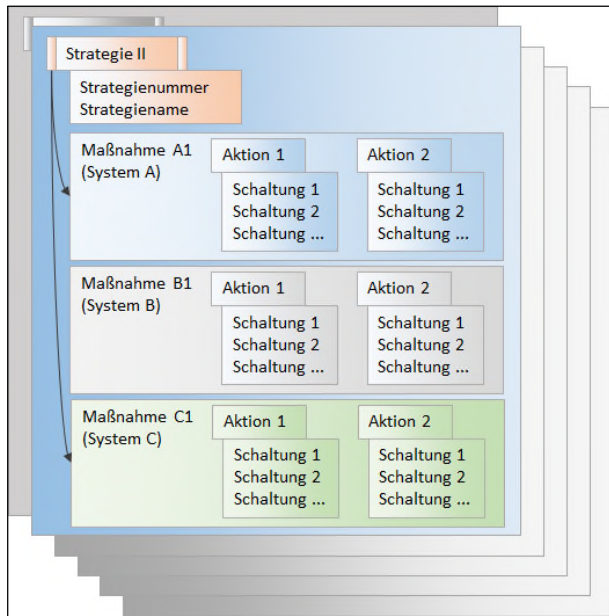 Strategie II
Strategienummer
Strategiename
Maßnahme A1
(System A)
Aktion 1
Schaltung 1
Schaltung 2
Schaltung ...
Aktion 2
Schaltung 1
Schaltung 2
Schaltung ...
Maßnahme B1
(System B)
Aktion 1
Schaltung 1
Schaltung 2
Schaltung ...
Aktion 2
Schaltung 1
Schaltung 2
Schaltung ...
Maßnahme C1
(System C)
Aktion 1
Schaltung 1
Schaltung 2
Schaltung ...
Aktion 2
Schaltung 1
Schaltung 2
Schaltung ...